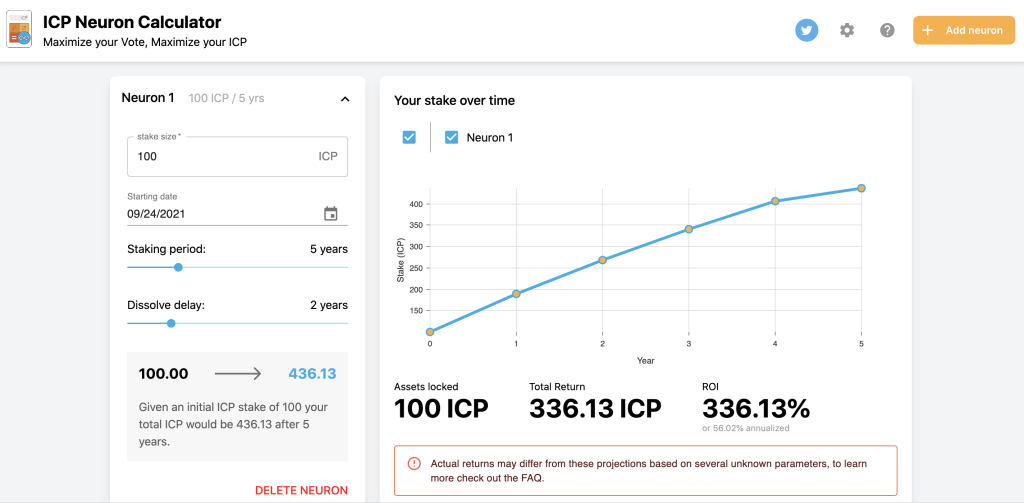 ICP Neuron Calculator
Maximize your Vote, Maximize your ICP
Add neuron
Neuron 1 100 ICP / 5 yrs
stake size *
100 ICP
Starting date
09/24/2021
Staking period: 5 years
Dissolve delay: 2 years
100.00 436.13
Given an initial ICP stake of 100 your
total ICP would be 436.13 after 5
years.
DELETE NEURON
Your stake over time
Neuron 1
Stake (ICP)
400
350
300
250
200
150
0 1 2 3 4 5
Year
Assets locked Total Return ROI
100 ICP 336.13 ICP 336.13%
or 56.02% annualized
Actual returns may differ from these projections based on several unknown parameters, to learn
more check out the FAQ.